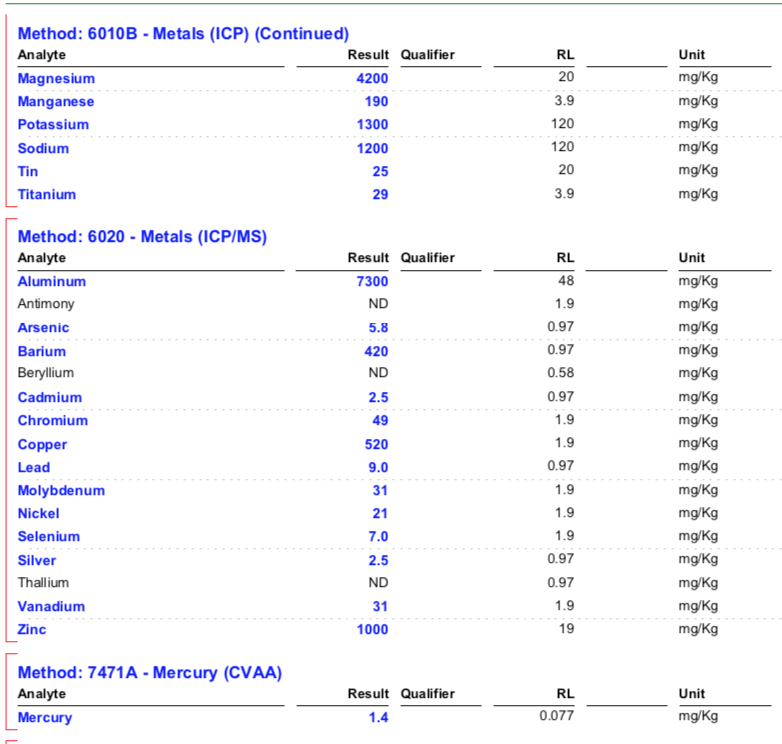 Method: 6010B - Metals (ICP) (Continued)
Analyte Result Qualifier RL Unit
Magnesium 4200 20 mg/Kg
Manganese 190 3.9 mg/Kg
Potassium 1300 120 mg/Kg
Sodium 1200 120 mg/Kg
Tin 25 20 mg/Kg
Titanium 29 3.9 mg/Kg
Method: 6020 - Metals (ICP/MS)
Analyte Result Qualifier RL Unit
Aluminum 7300 48 mg/Kg
Antimony ND 1.9 mg/Kg
Arsenic 5.8 0.97 mg/Kg
Barium 420 0.97 mg/Kg
Beryllium ND 0.58 mg/Kg
Cadmium 2.5 0.97 mg/Kg
Chromium 49 1.9 mg/Kg
Copper 520 1.9 mg/Kg
Lead 9.0 0.97 mg/Kg
Molybdenum 31 1.9 mg/Kg
Nickel 21 1.9 mg/Kg
Selenium 7.0 1.9 mg/Kg
Silver 2.5 0.97 mg/Kg
Thallium ND 0.97 mg/Kg
Vanadium 31 1.9 mg/Kg
Zinc 1000 19 mg/Kg
Method: 7471A - Mercury (CVAA)
Analyte Result Qualifier RL Unit
Mercury 1.4 0.077 mg/Kg